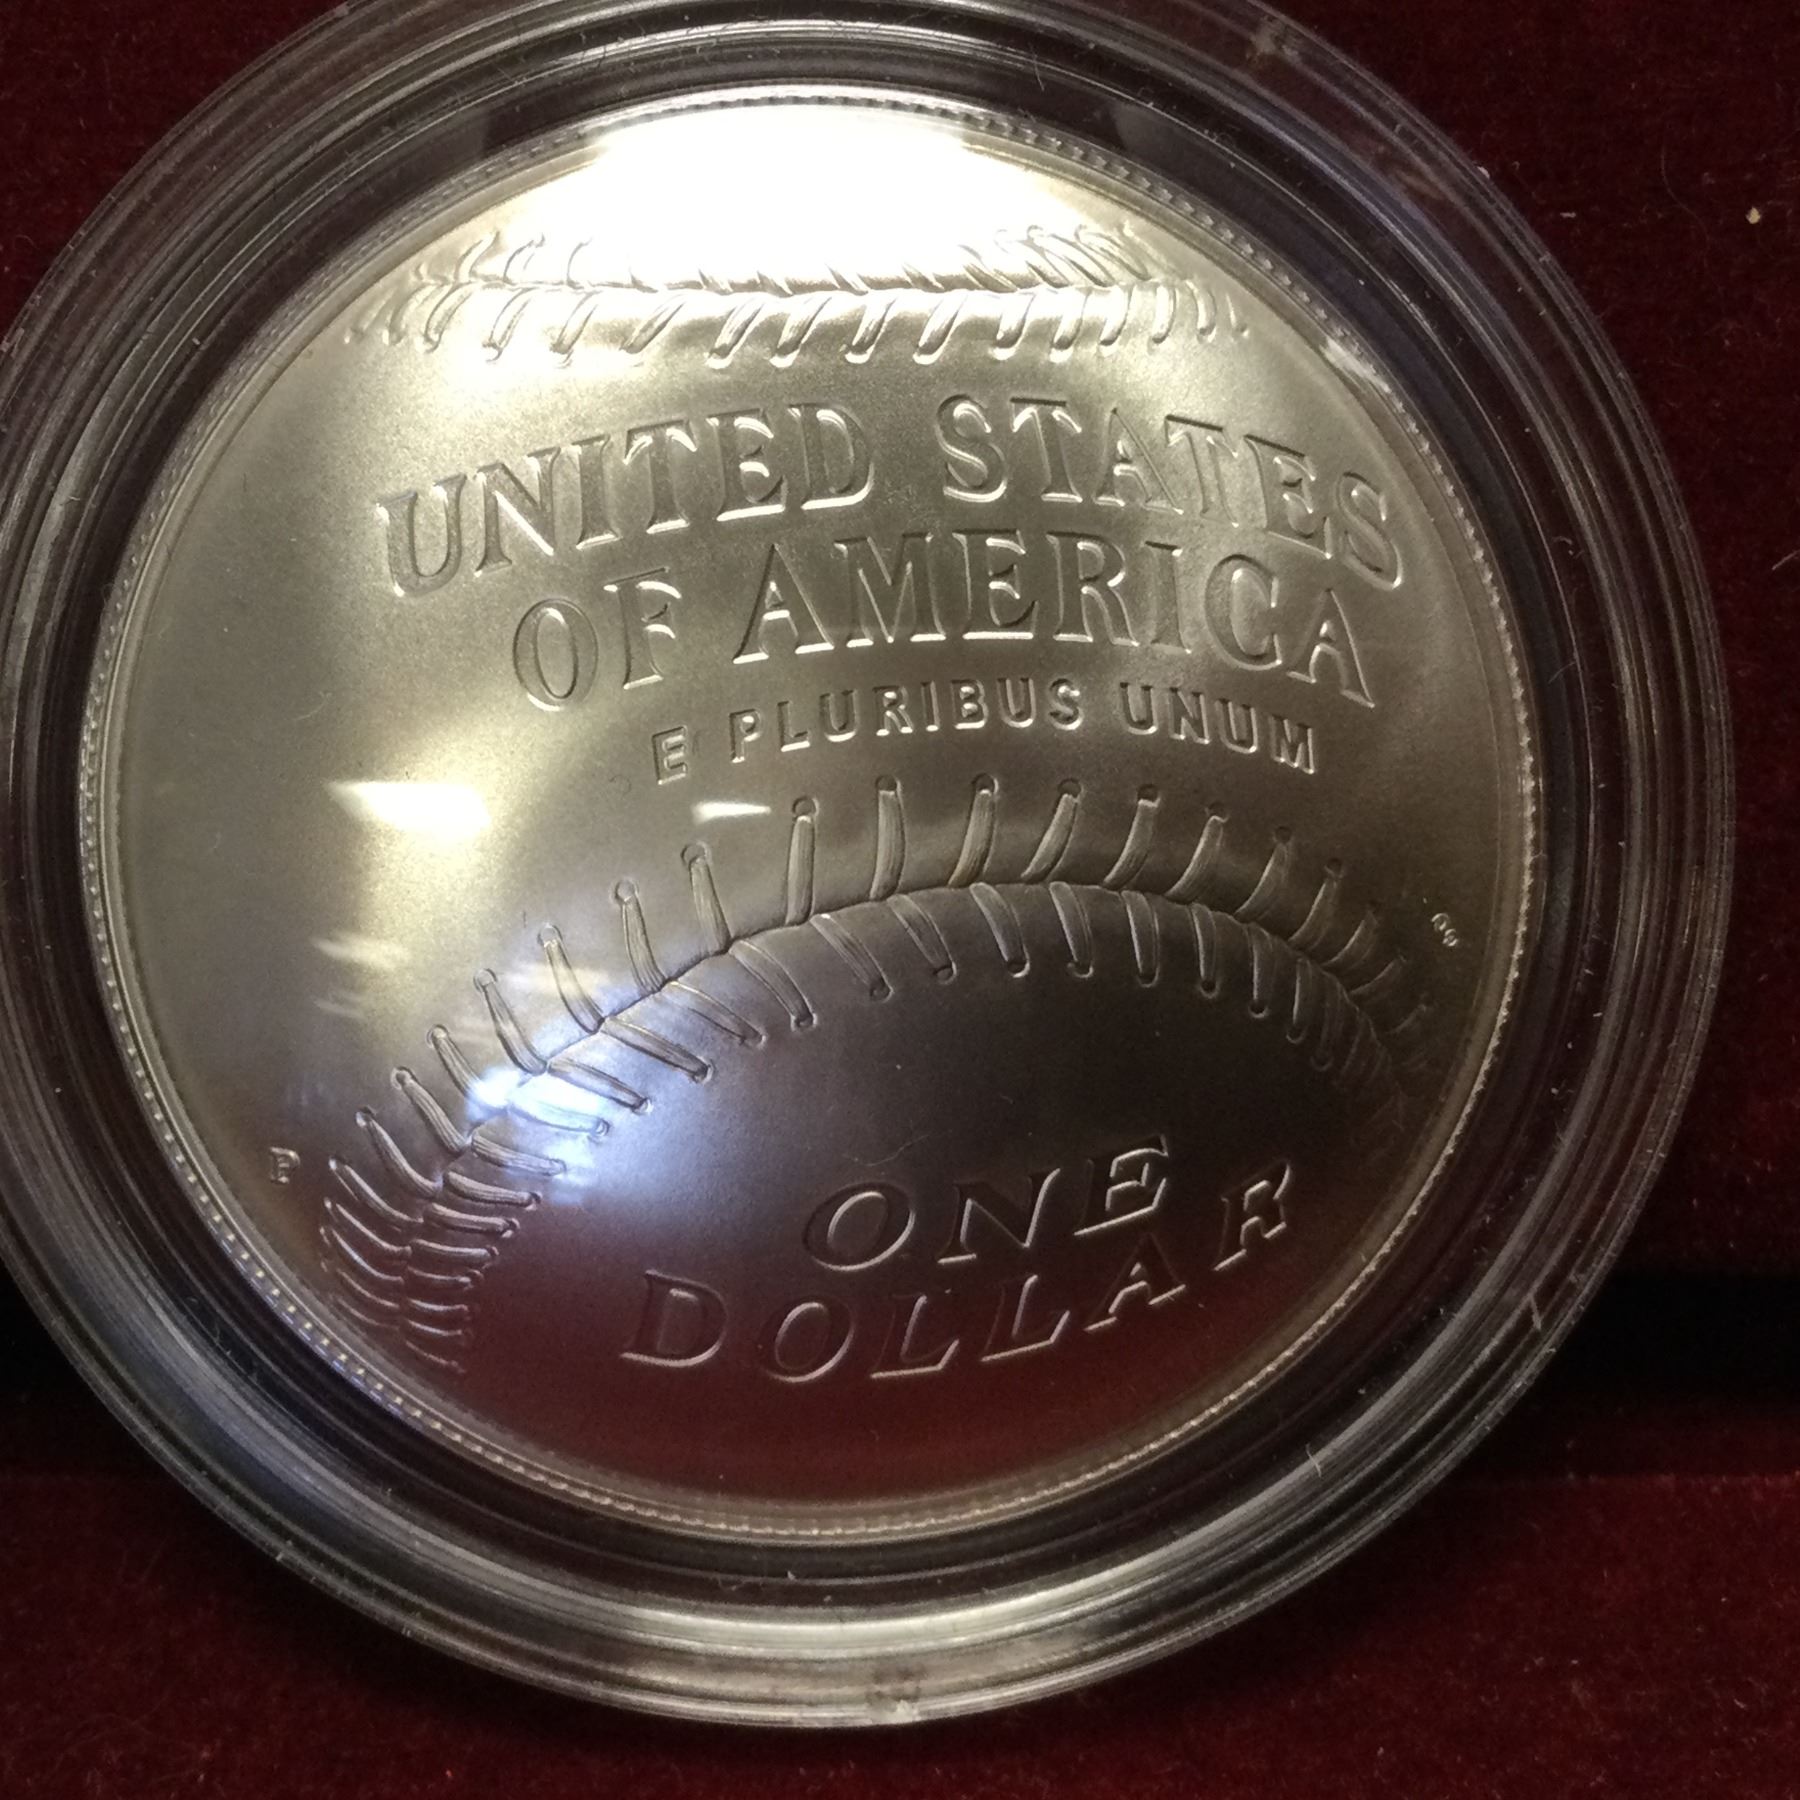 UNITED STATES
OF AMERICA
E PLURIBUS UNUM
P
ONE
DOLLAR